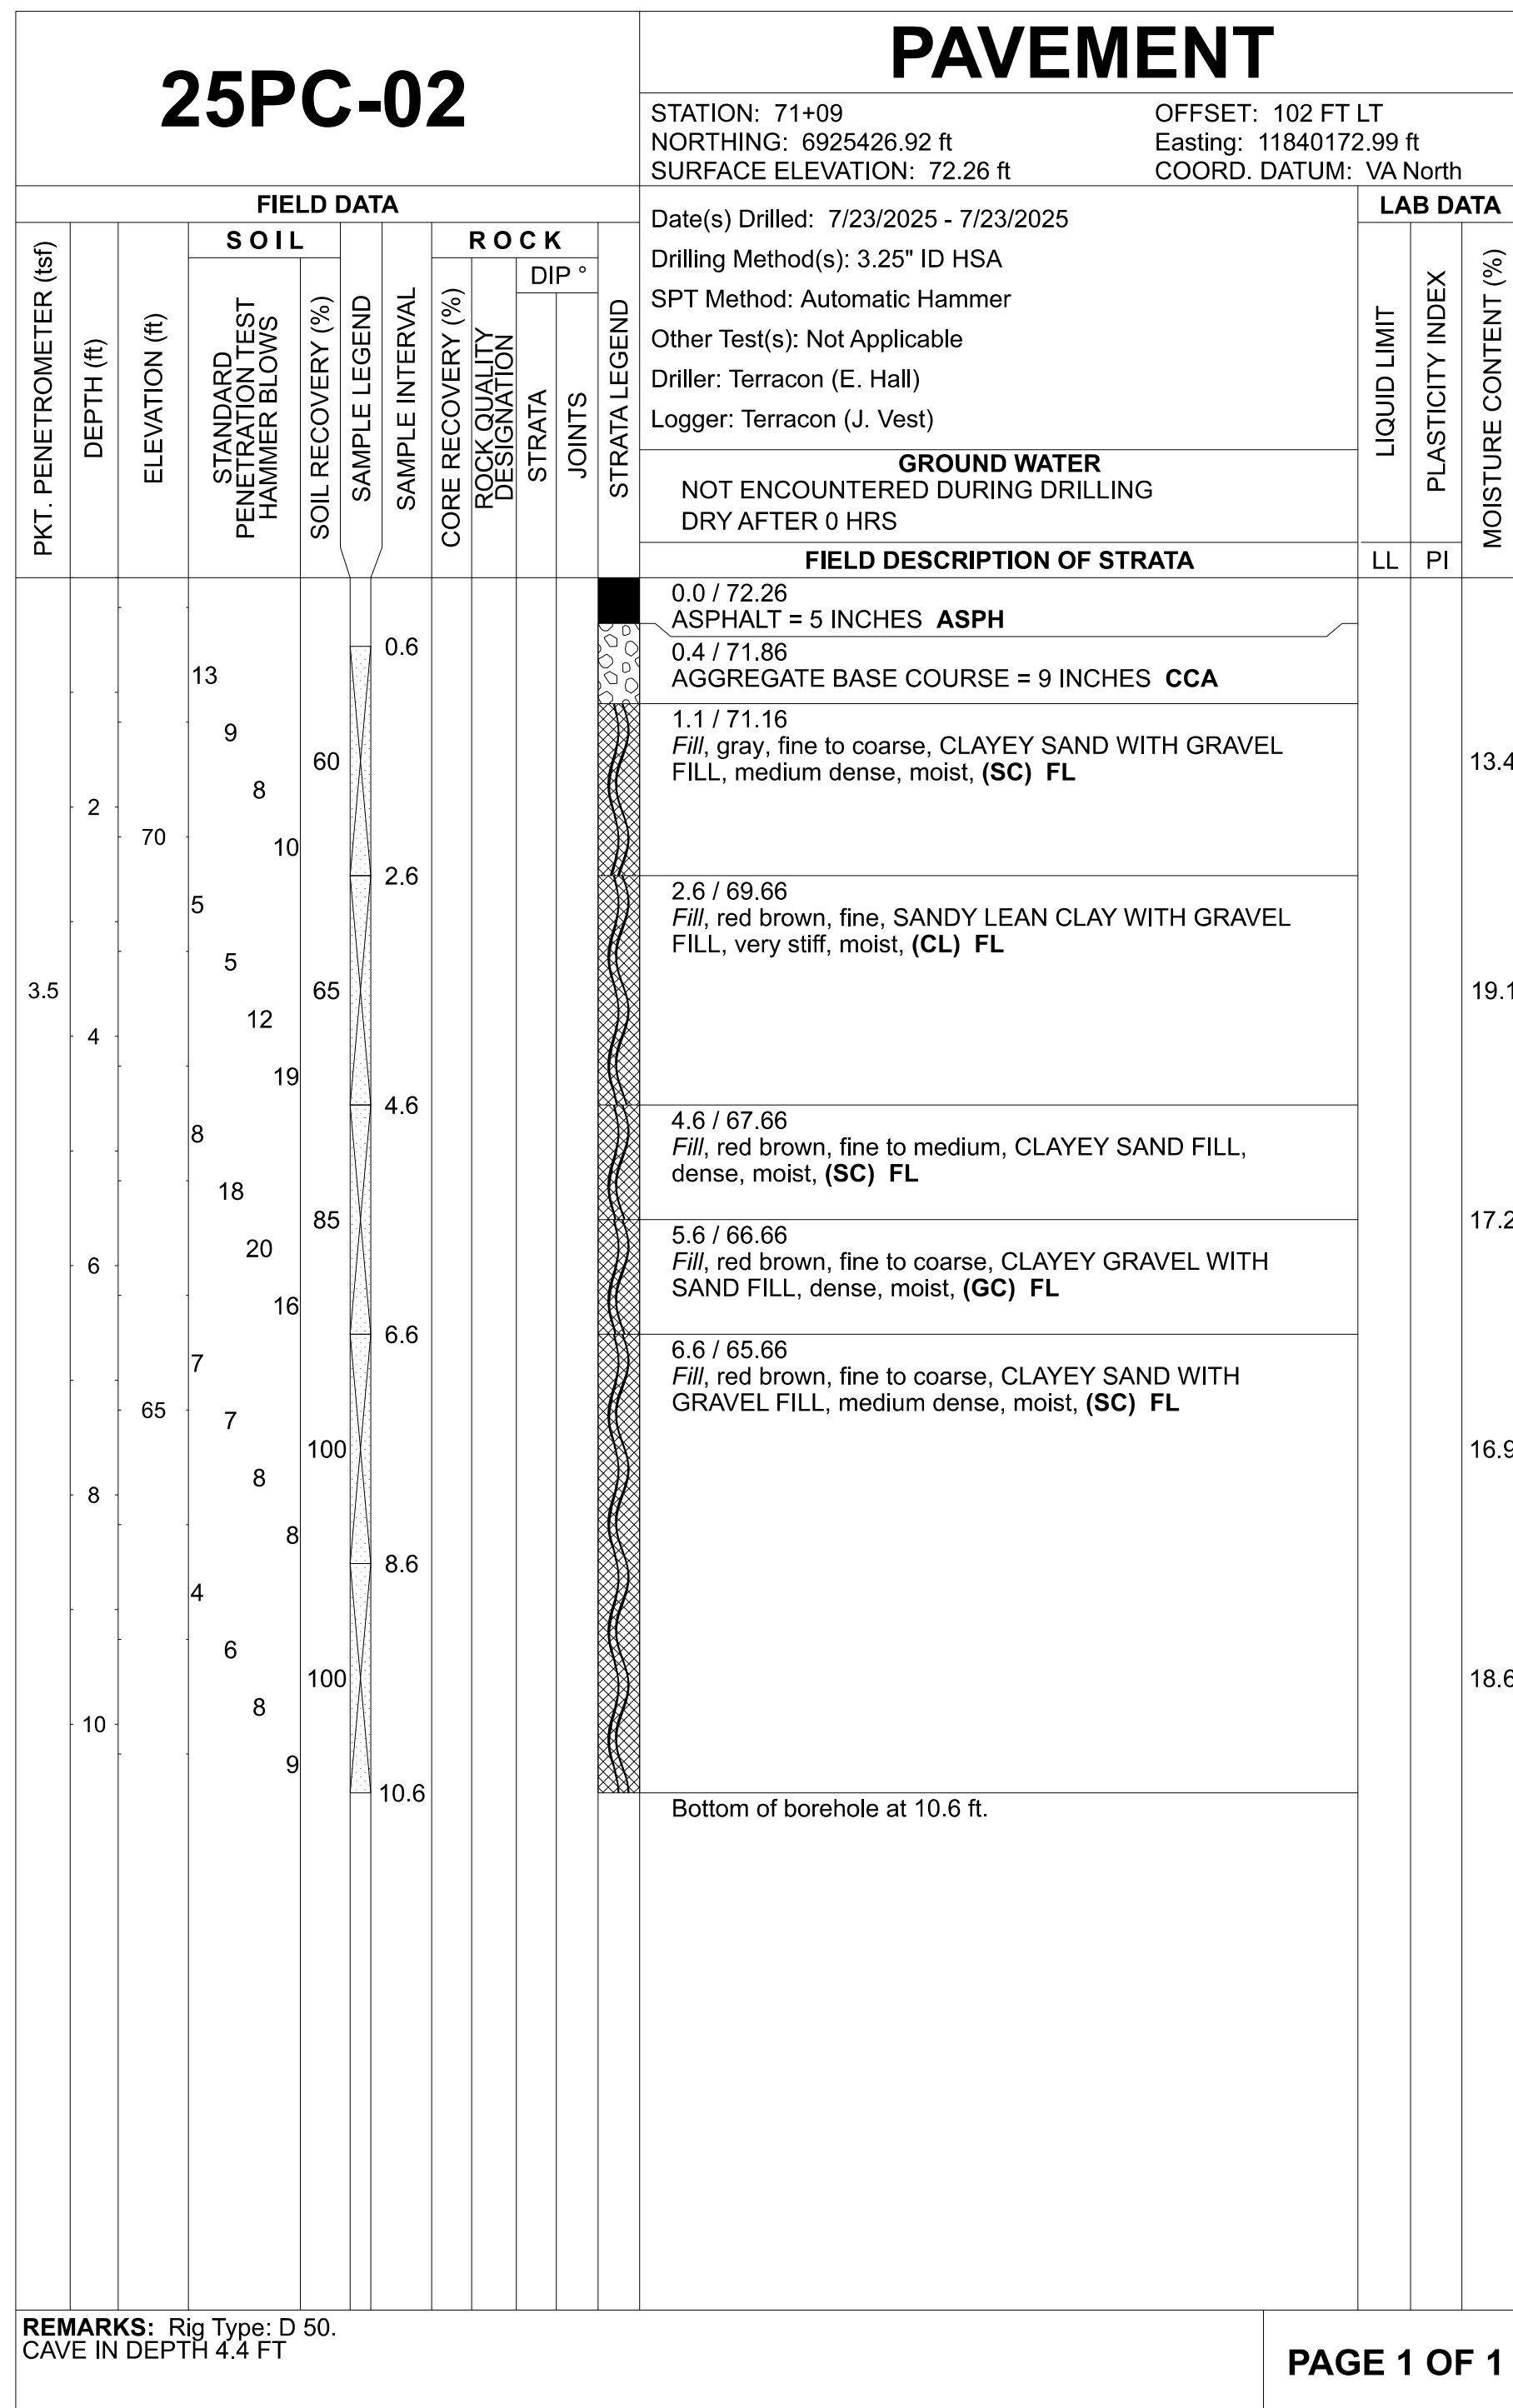 25PC-02
PAVEMENT
STATION: 71+09
OFFSET: 102 FT LT
NORTHING: 6925426.92 ft
Easting: 11840172.99 ft
SURFACE ELEVATION: 72.26 ft
COORD. DATUM: VA North
FIELD DATA
SOIL
ROCK
DIP °
PKT. PENETROMETER (tsf)
DEPTH (ft)
ELEVATION (ft)
STANDARD
PENETRATION TEST
HAMMER BLOWS
SOIL RECOVERY (%)
SAMPLE LEGEND
SAMPLE INTERVAL
CORE RECOVERY (%)
ROCK QUALITY
DESIGNATION
STRATA
JOINTS
STRATA LEGEND
Date(s) Drilled: 7/23/2025 - 7/23/2025
Drilling Method(s): 3.25" ID HSA
SPT Method: Automatic Hammer
Other Test(s): Not Applicable
Driller: Terracon (E. Hall)
Logger: Terracon (J. Vest)
GROUND WATER
NOT ENCOUNTERED DURING DRILLING
DRY AFTER 0 HRS
FIELD DESCRIPTION OF STRATA
LAB DATA
LIQUID LIMIT
PLASTICITY INDEX
MOISTURE CONTENT (%)
LL
PI
0.0 / 72.26
ASPHALT = 5 INCHES ASPH
0.6
0.4 / 71.86
13
AGGREGATE BASE COURSE = 9 INCHES CCA
1.1 / 71.16
9
Fill, gray, fine to coarse, CLAYEY SAND WITH GRAVEL
60
FILL, medium dense, moist, (SC) FL
13.4
8
2
70
10
2.6
2.6 / 69.66
5
Fill, red brown, fine, SANDY LEAN CLAY WITH GRAVEL
FILL, very stiff, moist, (CL) FL
5
3.5
65
19.1
12
4
19
4.6
4.6 / 67.66
8
Fill, red brown, fine to medium, CLAYEY SAND FILL,
dense, moist, (SC) FL
18
85
17.2
5.6 / 66.66
20
Fill, red brown, fine to coarse, CLAYEY GRAVEL WITH
6
SAND FILL, dense, moist, (GC) FL
16
6.6
6.6 / 65.66
7
Fill, red brown, fine to coarse, CLAYEY SAND WITH
GRAVEL FILL, medium dense, moist, (SC) FL
65
7
100
16.9
8
8
8
8.6
4
6
100
18.6
8
10
9
10.6
Bottom of borehole at 10.6 ft.
REMARKS: Rig Type: D 50.
CAVE IN DEPTH 4.4 FT
PAGE 1 OF 1